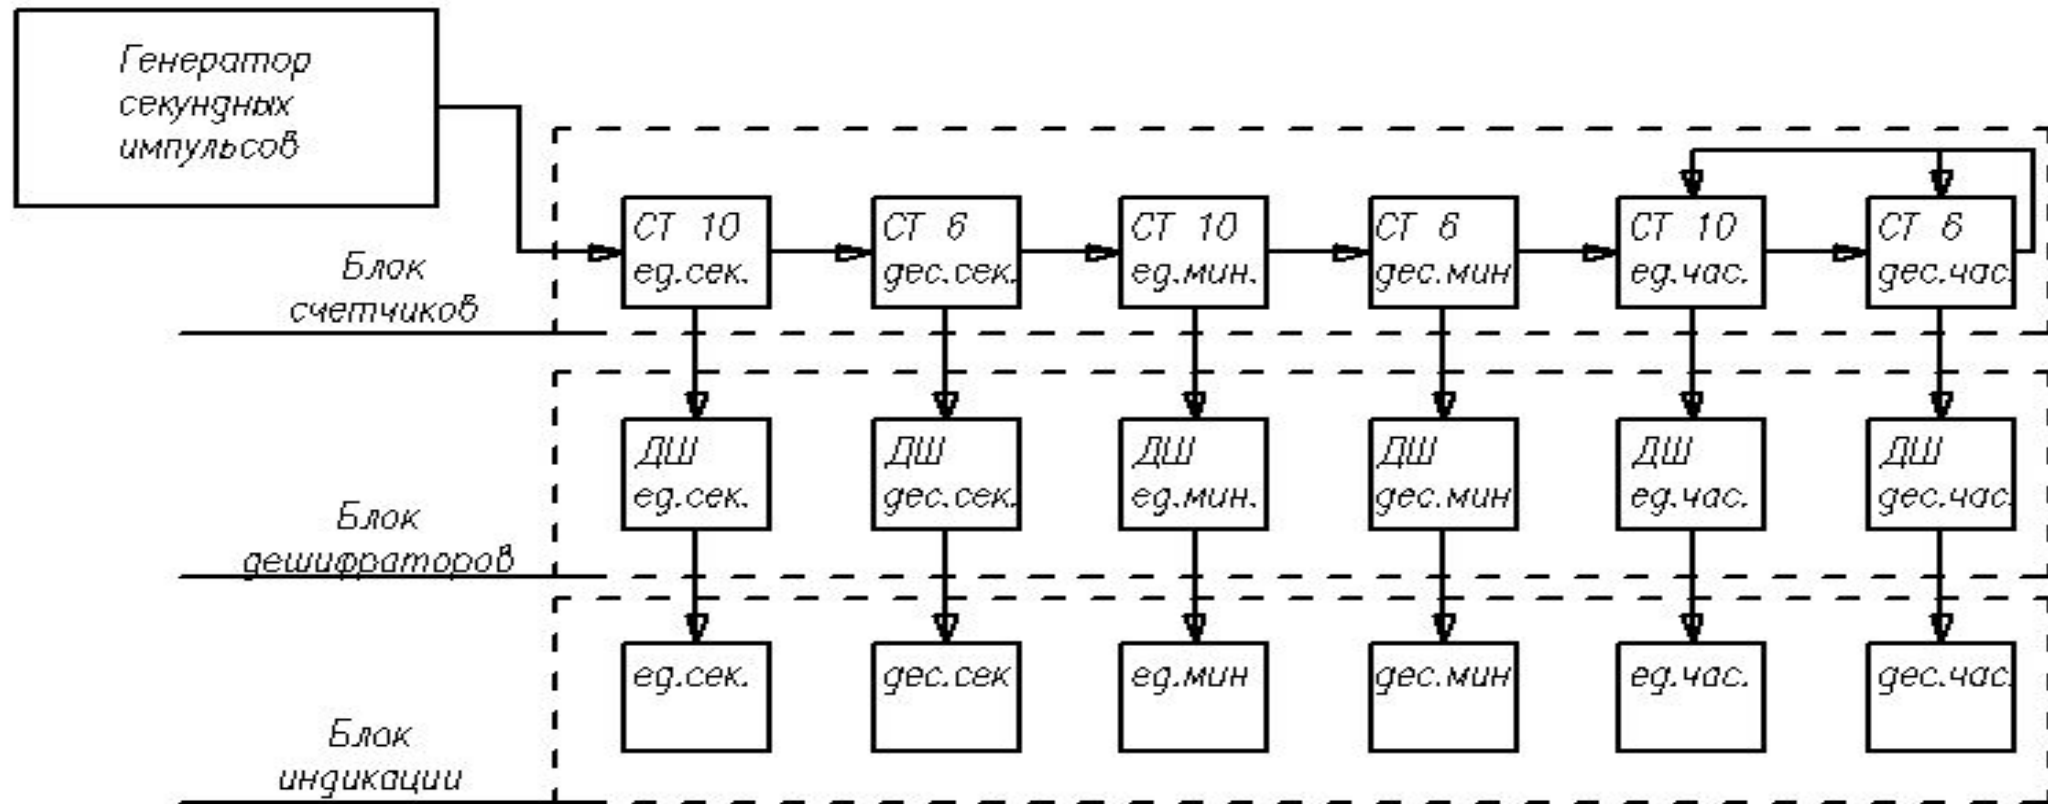 Генератор
секундных
импульсов
Блок
счетчиков
СТ 10
ед.сек.
СТ 6
дес.сек.
СТ 10
ед.мин.
СТ 6
дес.мин
СТ 10
ед.час.
СТ 6
дес.час.
Блок
дешифраторов
ДШ
ед.сек.
ДШ
дес.сек.
ДШ
ед.мин.
ДШ
дес.мин
ДШ
ед.час.
ДШ
дес.час.
Блок
индикации
ед.сек.
дес.сек
ед.мин
дес.мин
ед.час.
дес.час.